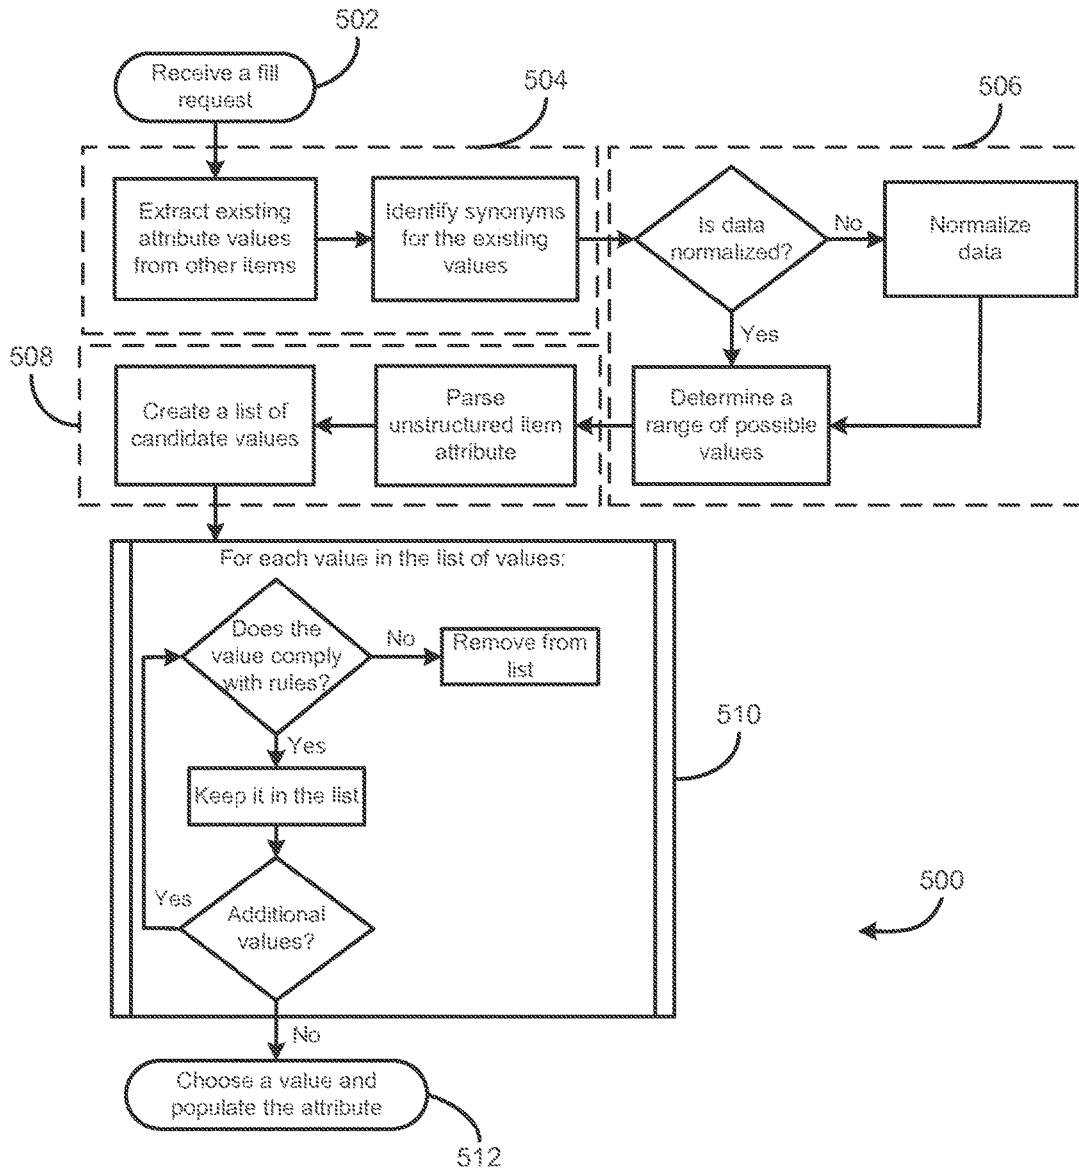 502
Receive a fill
request
504
506
Extract existing
attribute values
from other items
Identify synonyms
for the existing
values
Is data
normalized?
No
Normalize
data
Yes
508
Create a list of
candidate values
Parse
unstructured item
attribute
Determine a
range of possible
values
For each value in the list of values:
Does the
value comply
with rules?
No
Remove from
list
510
Yes
Keep it in the list
Yes
Additional
values?
500
No
Choose a value and
populate the attribute
512